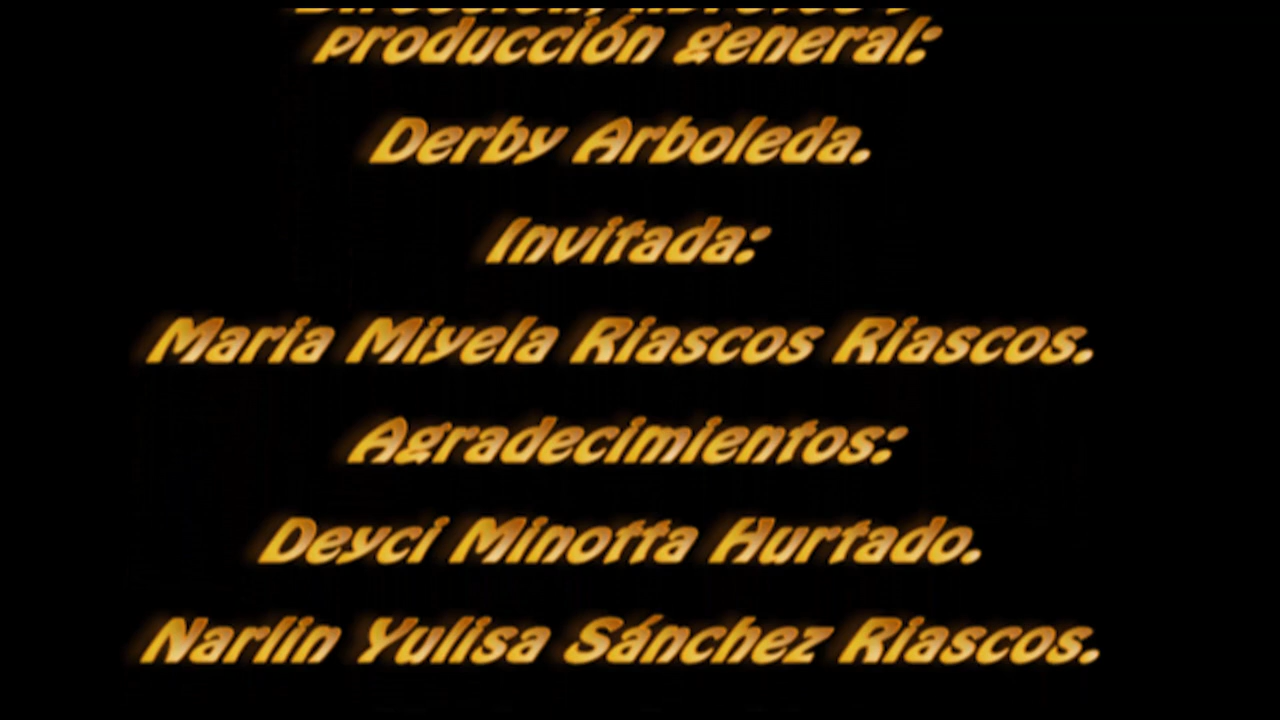 producción general:
Derby Arboleda.
Invitada:
Maria Miyela Riascos Riascos.
Agradecimientos:
Deyci Minotta Hurtado.
Narlin Yulisa Sánchez Riascos.